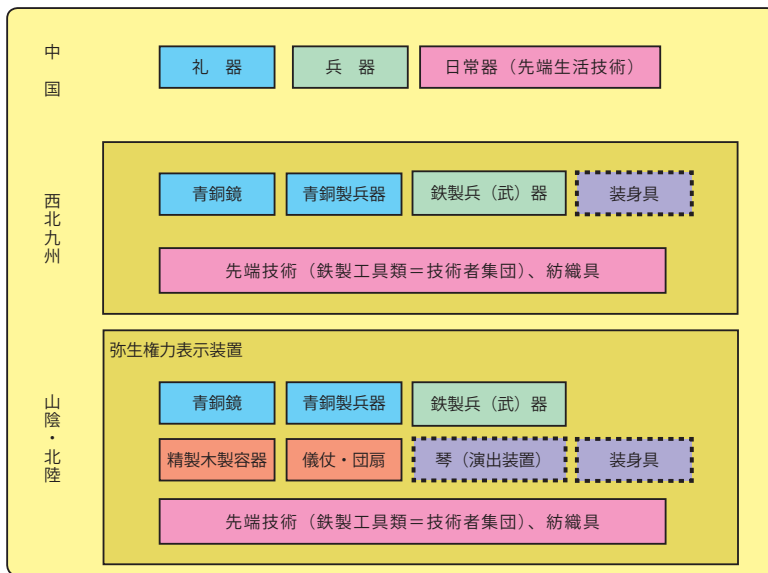 中国
礼　器
兵　器
日常器（先端生活技術）
西北九州
青銅鏡
青銅製兵器
鉄製兵（武）器
装身具
先端技術（鉄製工具類＝技術者集団）、紡織具
弥生権力表示装置
山陰・北陸
青銅鏡
青銅製兵器
鉄製兵（武）器
精製木製容器
儀仗・団扇
琴（演出装置）
装身具
先端技術（鉄製工具類＝技術者集団）、紡織具